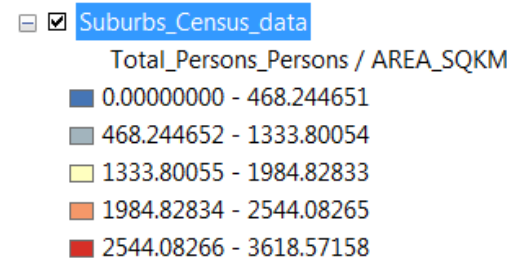 Suburbs_Census_data
Total_Persons_Persons / AREA_SQKM
0.00000000 - 468.244651
468.244652 - 1333.80054
1333.80055 - 1984.82833
1984.82834 - 2544.08265
2544.08266 - 3618.57158